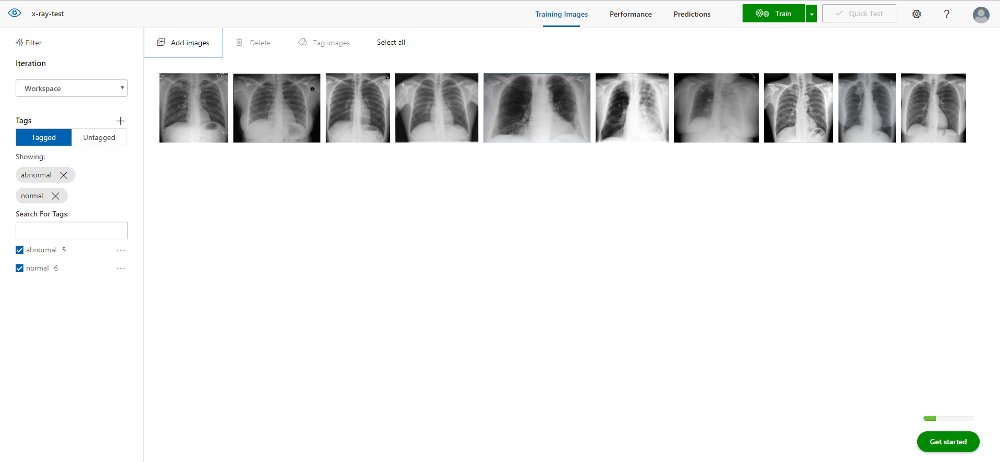 x-ray-test
Training Images
Performance
Predictions
Train
Quick Test
?
Filter
Add images
Delete
Tag images
Select all
Iteration
Workspace
Tags
Tagged
Untagged
Showing:
abnormal
normal
Search For Tags:
abnormal 5
normal 6
L
Get started